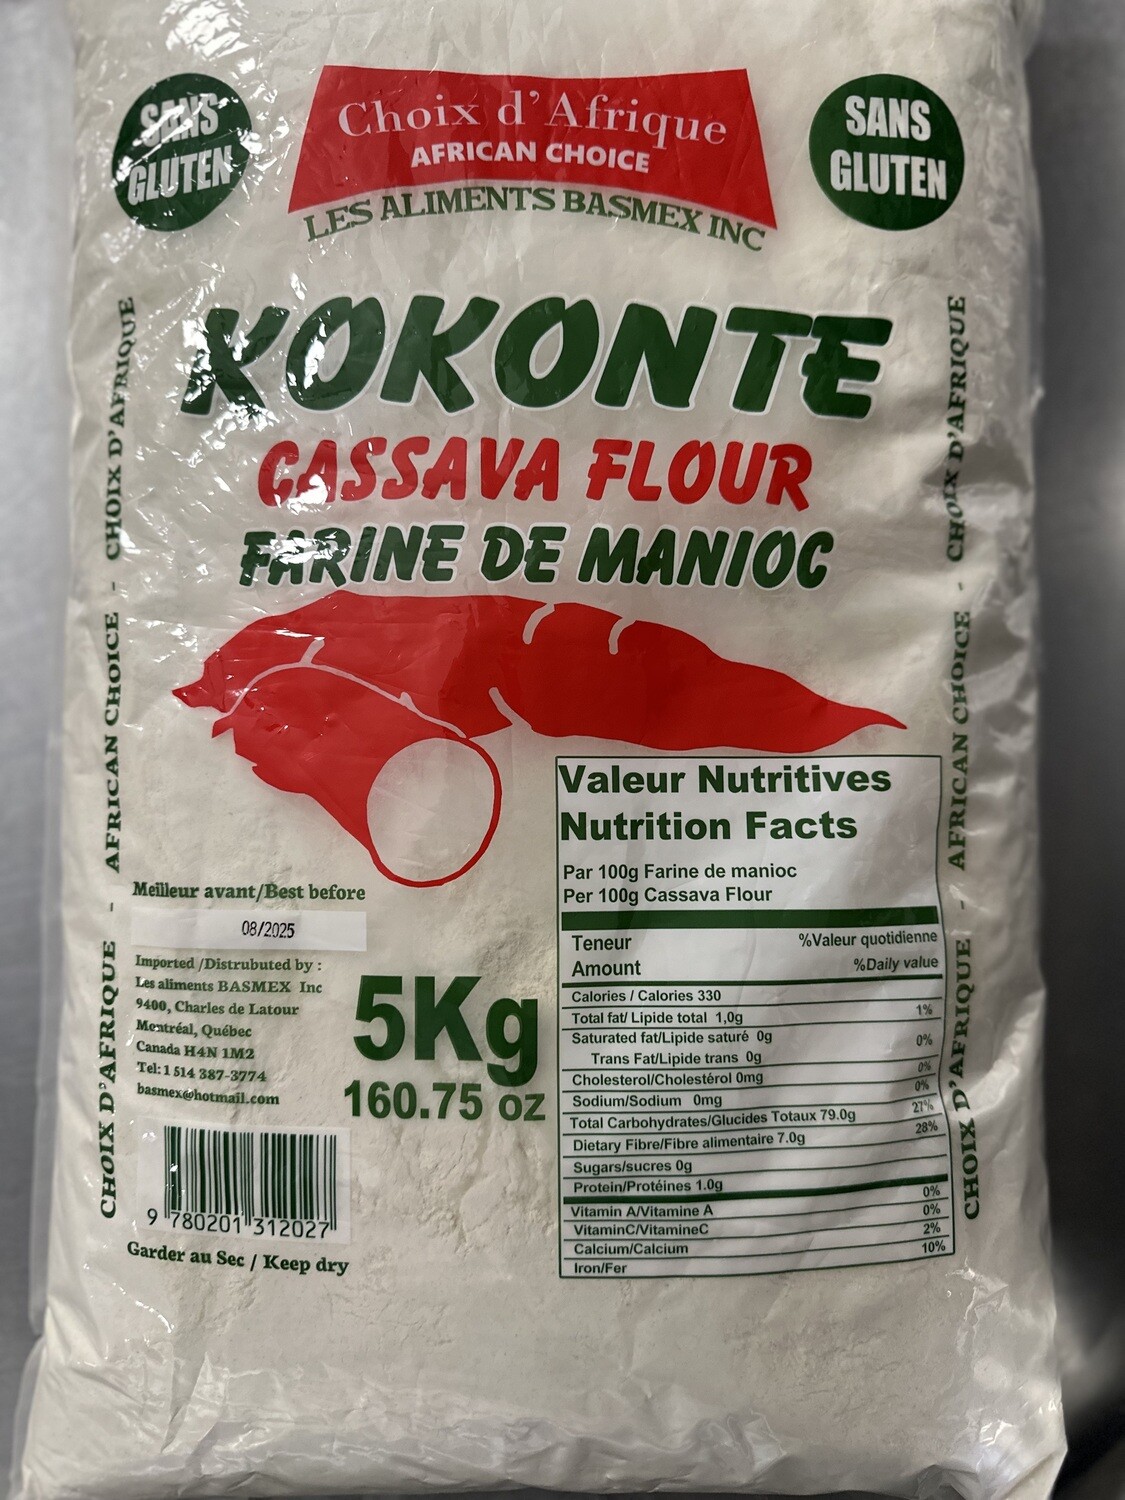 SANS
GLUTEN
Choix d'Afrique
AFRICAN CHOICE
LES ALIMENTS BASMEX INC
SANS
GLUTEN
KOKONTE
CASSAVA FLOUR
FARINE DE MANIOC
CHOIX D'AFRIQUE - AFRICAN CHOICE - CHOIX D'AFRIQUE
CHOIX D'AFRIQUE - AFRICAN CHOICE - CHOIX D'AFRIQUE
Meilleur avant/Best before
08/2025
Imported /Distrubuted by :
Les aliments BASMEX Inc
9400, Charles de Latour
Montréal, Québec
Canada H4N 1M2
Tel: 1 514 387-3774
basmex@hotmail.com
5Kg
160.75 oz
9 780201 312027
Garder au Sec / Keep dry
Valeur Nutritives
Nutrition Facts
Par 100g Farine de manioc
Per 100g Cassava Flour
Teneur %Valeur quotidienne
Amount %Daily value
Calories / Calories 330
Total fat/ Lipide total 1,0g 1%
Saturated fat/Lipide saturé 0g 0%
Trans Fat/Lipide trans 0g
Cholesterol/Cholestérol 0mg 0%
Sodium/Sodium 0mg 0%
Total Carbohydrates/Glucides Totaux 79.0g 27%
Dietary Fibre/Fibre alimentaire 7.0g 28%
Sugars/sucres 0g
Protein/Protéines 1.0g
Vitamin A/Vitamine A 0%
VitaminC/VitamineC 0%
Calcium/Calcium 2%
Iron/Fer 10%